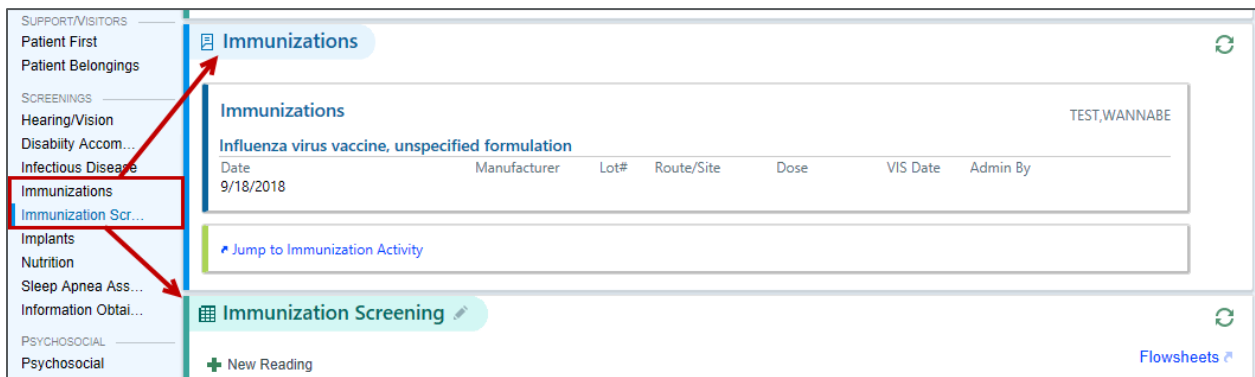 SUPPORT/VISITORS
Patient First
Patient Belongings
SCREENINGS
Hearing/Vision
Disabiity Accom...
Infectious Disease
Immunizations
Immunization Scr...
Implants
Nutrition
Sleep Apnea Ass...
Information Obtai...
PSYCHOSOCIAL
Psychosocial
Immunizations
Immunizations
TEST,WANNABE
Influenza virus vaccine, unspecified formulation
Date Manufacturer Lot# Route/Site Dose VIS Date Admin By
9/18/2018
Jump to Immunization Activity
Immunization Screening
New Reading
Flowsheets